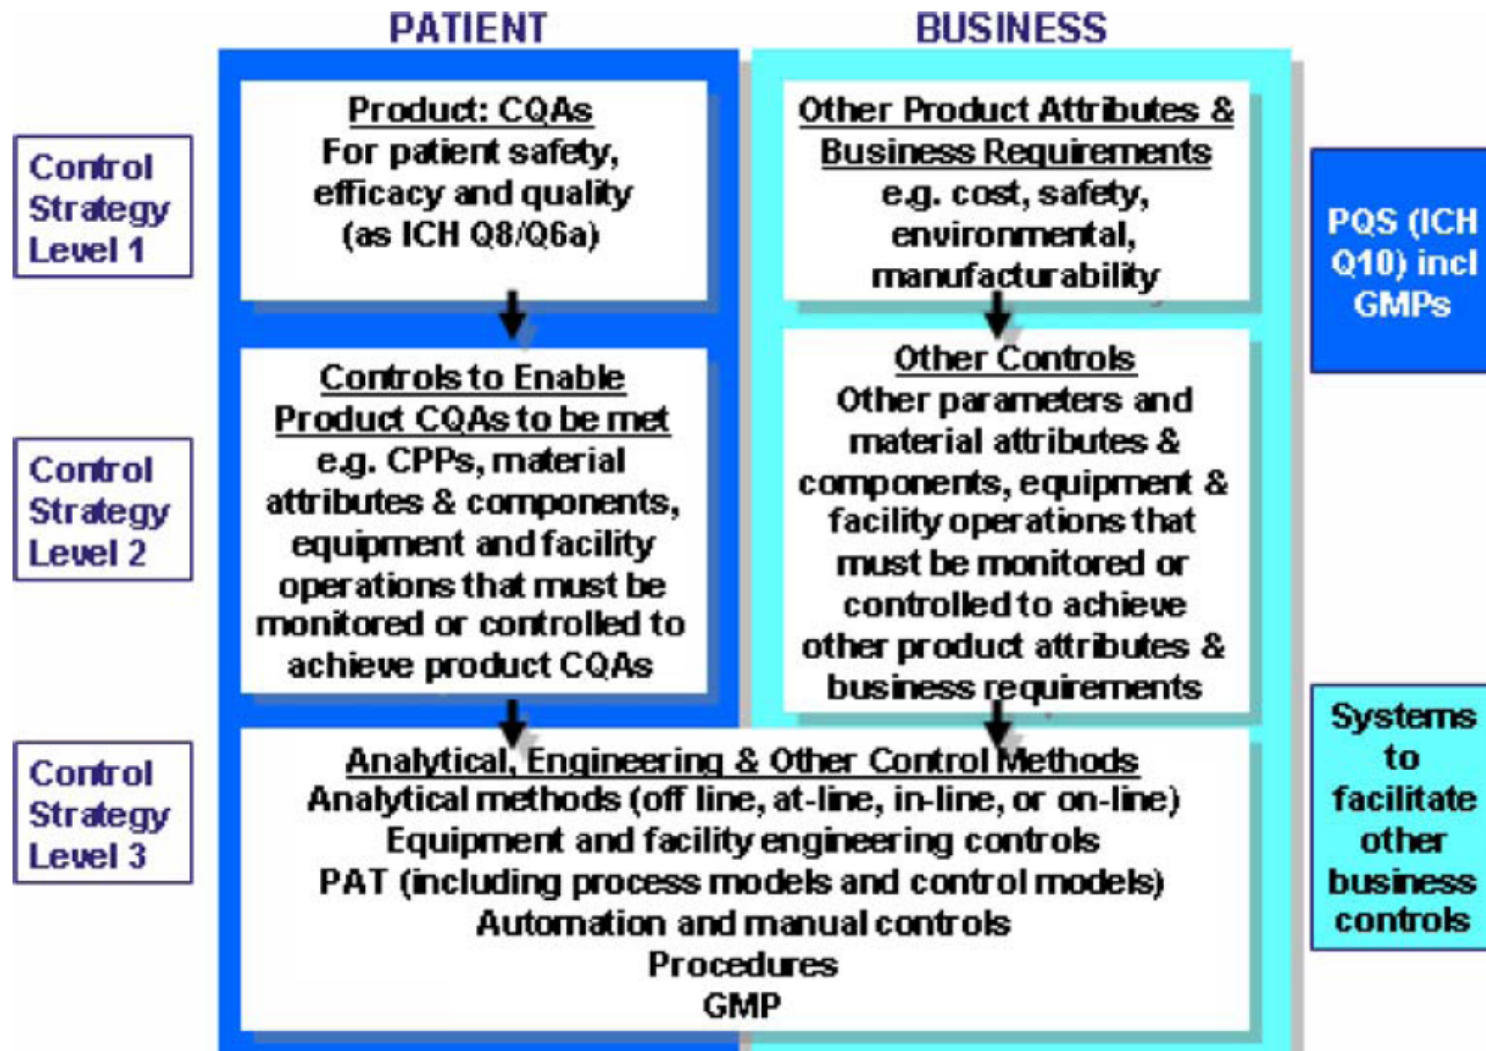 PATIENT
BUSINESS
Control
Strategy
Level 1
Product: CQAs
For patient safety,
efficacy and quality
(as ICH Q8/Q6a)
Other Product Attributes &
Business Requirements
e.g. cost, safety,
environmental,
manufacturability
PQS (ICH
Q10) incl
GMPs
Control
Strategy
Level 2
Controls to Enable
Product CQAs to be met
e.g. CPPs, material
attributes & components,
equipment and facility
operations that must be
monitored or controlled to
achieve product CQAs
Other Controls
Other parameters and
material attributes &
components, equipment &
facility operations that
must be monitored or
controlled to achieve
other product attributes &
business requirements
Control
Strategy
Level 3
Analytical, Engineering & Other Control Methods
Analytical methods (off line, at-line, in-line, or on-line)
Equipment and facility engineering controls
PAT (including process models and control models)
Automation and manual controls
Procedures
GMP
Systems
to
facilitate
other
business
controls